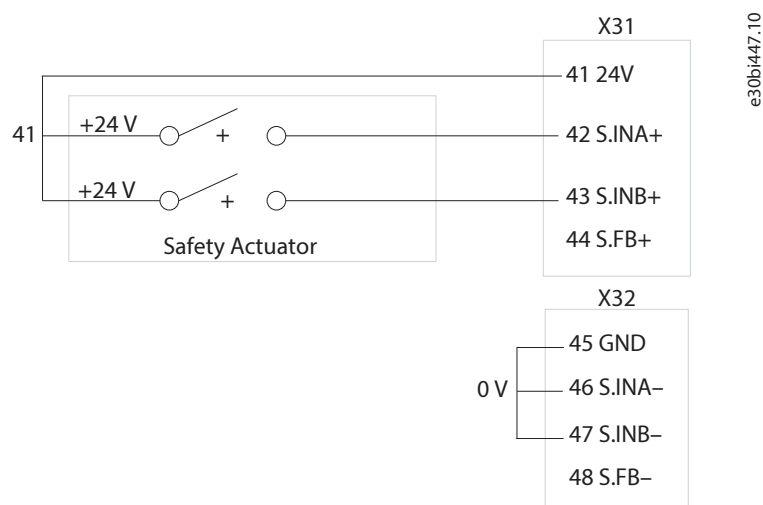 X31
e30bi447.10
41 24V
41
+24 V
+
42 S.INA+
+24 V
+
43 S.INB+
44 S.FB+
Safety Actuator
X32
45 GND
0 V
46 S.INA–
47 S.INB–
48 S.FB–